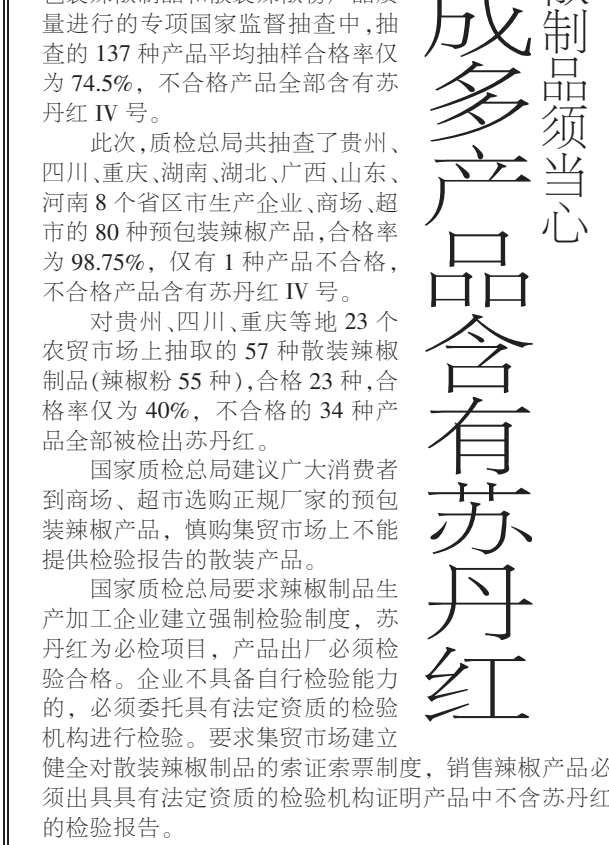 制品须当心
成多产品含有苏丹红
量进行的专项国家监督抽查中,抽
查的 137 种产品平均抽样合格率仅
为 74.5%，不合格产品全部含有苏
丹红 IV 号。
此次,质检总局共抽查了贵州、
四川、重庆、湖南、湖北、广西、山东、
河南 8 个省区市生产企业、商场、超
市的 80 种预包装辣椒产品,合格率
为 98.75%，仅有 1 种产品不合格，
不合格产品含有苏丹红 IV 号。
对贵州、四川、重庆等地 23 个
农贸市场上抽取的 57 种散装辣椒
制品(辣椒粉 55 种),合格 23 种,合
格率仅为 40%，不合格的 34 种产
品全部被检出苏丹红。
国家质检总局建议广大消费者
到商场、超市选购正规厂家的预包
装辣椒产品，慎购集贸市场上不能
提供检验报告的散装产品。
国家质检总局要求辣椒制品生
产加工企业建立强制检验制度，苏
丹红为必检项目，产品出厂必须检
验合格。企业不具备自行检验能力
的，必须委托具有法定资质的检验
机构进行检验。要求集贸市场建立
健全对散装辣椒制品的索证索票制度，销售辣椒产品必
须出具具有法定资质的检验机构证明产品中不含苏丹红
的检验报告。